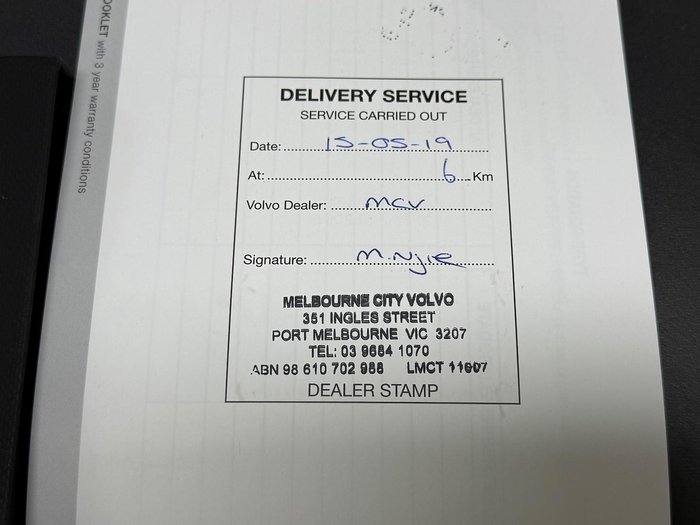 OOKLET with 3 year warranty conditions
DELIVERY SERVICE
SERVICE CARRIED OUT
Date: 15-05-19
At: 6 Km
Volvo Dealer: MCV
Signature: M.Njie
MELBOURNE CITY VOLVO
351 INGLES STREET
PORT MELBOURNE VIC 3207
TEL: 03 9684 1070
ABN 98 610 702 988 LMCT 11607
DEALER STAMP